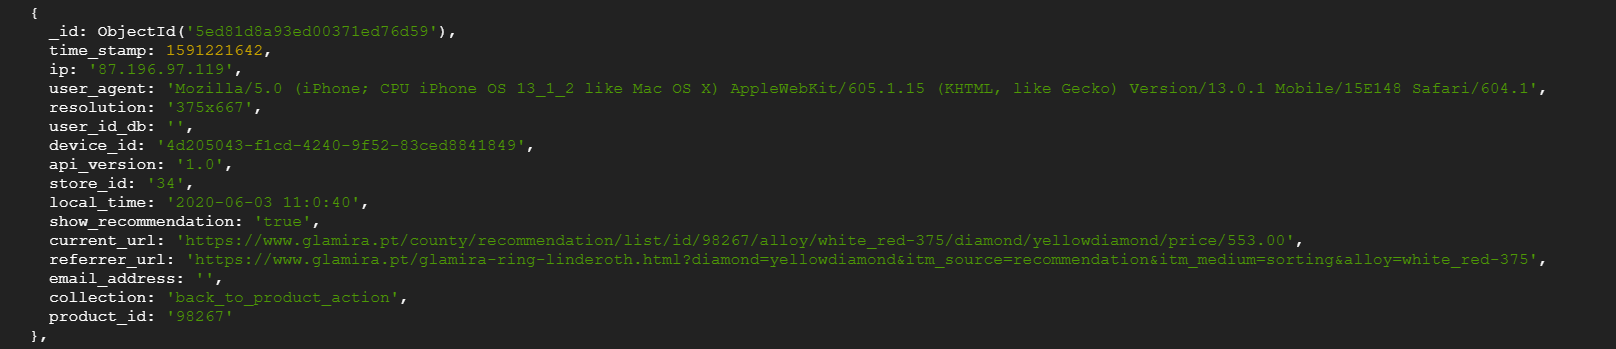 {
_id: ObjectId('5ed81d8a93ed00371ed76d59'),
time_stamp: 1591221642,
ip: '87.196.97.119',
user_agent: 'Mozilla/5.0 (iPhone; CPU iPhone OS 13_1_2 like Mac OS X) AppleWebKit/605.1.15 (KHTML, like Gecko) Version/13.0.1 Mobile/15E148 Safari/604.1',
resolution: '375x667',
user_id_db: '',
device_id: '4d205043-f1cd-4240-9f52-83ced8841849',
api_version: '1.0',
store_id: '34',
local_time: '2020-06-03 11:0:40',
show_recommendation: 'true',
current_url: 'https://www.glamira.pt/county/recommendation/list/id/98267/alloy/white_red-375/diamond/yellowdiamond/price/553.00',
referrer_url: 'https://www.glamira.pt/glamira-ring-linderoth.html?diamond=yellowdiamond&itm_source=recommendation&itm_medium=sorting&alloy=white_red-375',
email_address: '',
collection: 'back_to_product_action',
product_id: '98267'
},